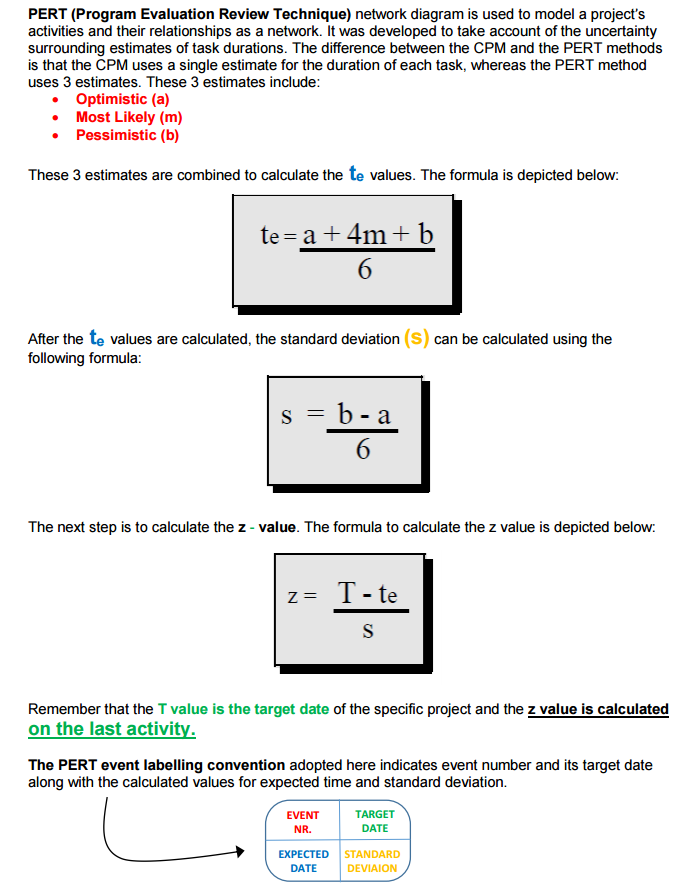 PERT (Program Evaluation Review Technique) network diagram is used to model a project's
activities and their relationships as a network. It was developed to take account of the uncertainty
surrounding estimates of task durations. The difference between the CPM and the PERT methods
is that the CPM uses a single estimate for the duration of each task, whereas the PERT method
uses 3 estimates. These 3 estimates include:
• Optimistic (a)
• Most Likely (m)
• Pessimistic (b)
These 3 estimates are combined to calculate the te values. The formula is depicted below:
te = a + 4m + b
6
After the te values are calculated, the standard deviation (s) can be calculated using the
following formula:
s = b - a
6
The next step is to calculate the z - value. The formula to calculate the z value is depicted below:
z = T - te
s
Remember that the T value is the target date of the specific project and the z value is calculated
on the last activity.
The PERT event labelling convention adopted here indicates event number and its target date
along with the calculated values for expected time and standard deviation.
EVENT NR.
TARGET DATE
EXPECTED DATE
STANDARD DEVIAION